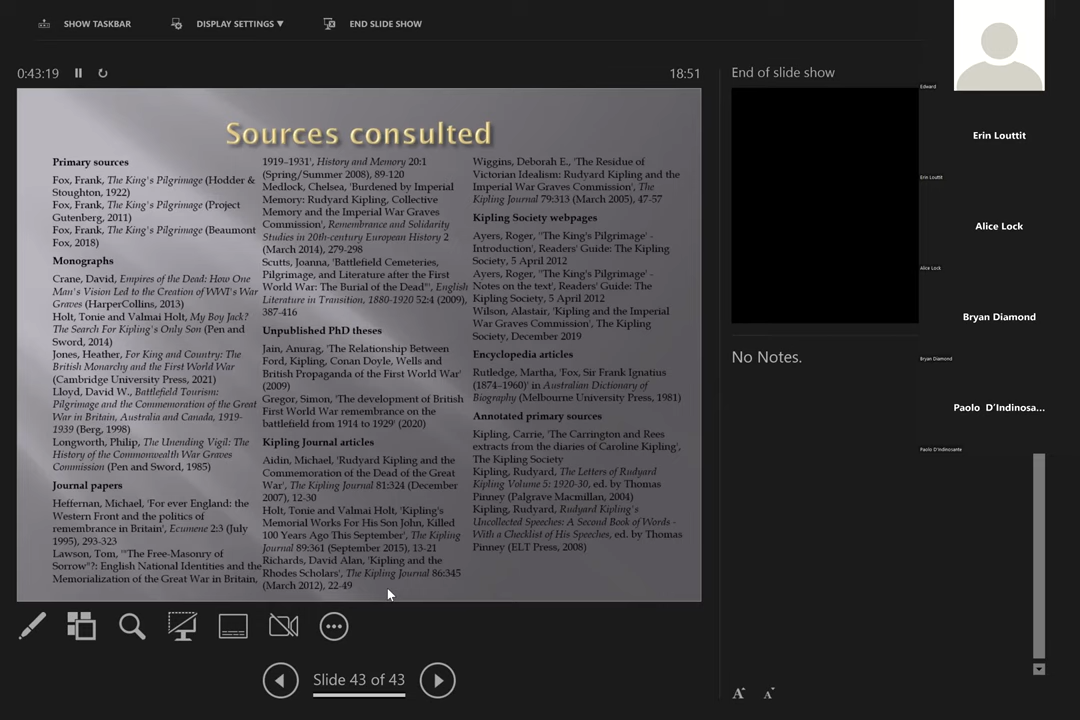 SHOW TASKBAR
DISPLAY SETTINGS ▼
END SLIDE SHOW
0:43:19
18:51
Sources consulted
Primary sources
Fox, Frank, The King's Pilgrimage (Hodder &
Stoughton, 1922)
Fox, Frank, The King's Pilgrimage (Project
Gutenberg, 2011)
Fox, Frank, The King's Pilgrimage (Beaumont
Fox, 2018)
Monographs
Crane, David, Empires of the Dead: How One
Man's Vision Led to the Creation of WWI's War
Graves (HarperCollins, 2013)
Holt, Tonie and Valmai Holt, My Boy Jack?
The Search For Kipling's Only Son (Pen and
Sword, 2014)
Jones, Heather, For King and Country: The
British Monarchy and the First World War
(Cambridge University Press, 2021)
Lloyd, David W., Battlefield Tourism:
Pilgrimage and the Commemoration of the Great
War in Britain, Australia and Canada, 1919-
1939 (Berg, 1998)
Longworth, Philip, The Unending Vigil: The
History of the Commonwealth War Graves
Commission (Pen and Sword, 1985)
Journal papers
Heffernan, Michael, 'For ever England: the
Western Front and the politics of
remembrance in Britain', Ecumene 2:3 (July
1995), 293-323
Lawson, Tom, '"The Free-Masonry of
Sorrow"?: English National Identities and the
Memorialization of the Great War in Britain,
1919–1931', History and Memory 20:1
(Spring/Summer 2008), 89-120
Medlock, Chelsea, 'Burdened by Imperial
Memory: Rudyard Kipling, Collective
Memory and the Imperial War Graves
Commission', Remembrance and Solidarity
Studies in 20th-century European History 2
(March 2014), 279-298
Scutts, Joanna, 'Battlefield Cemeteries,
Pilgrimage, and Literature after the First
World War: The Burial of the Dead"', English
Literature in Transition, 1880-1920 52:4 (2009),
387-416
Unpublished PhD theses
Jain, Anurag, 'The Relationship Between
Ford, Kipling, Conan Doyle, Wells and
British Propaganda of the First World War'
(2009)
Gregor, Simon, 'The development of British
First World War remembrance on the
battlefield from 1914 to 1929' (2020)
Kipling Journal articles
Aidin, Michael, 'Rudyard Kipling and the
Commemoration of the Dead of the Great
War', The Kipling Journal 81:324 (December
2007), 12-30
Holt, Tonie and Valmai Holt, 'Kipling's
Memorial Works For His Son John, Killed
100 Years Ago This September', The Kipling
Journal 89:361 (September 2015), 13-21
Richards, David Alan, 'Kipling and the
Rhodes Scholars', The Kipling Journal 86:345
(March 2012), 22-49
Wiggins, Deborah E., 'The Residue of
Victorian Idealism: Rudyard Kipling and the
Imperial War Graves Commission', The
Kipling Journal 79:313 (March 2005), 47-57
Kipling Society webpages
Ayers, Roger, "The King's Pilgrimage' -
Introduction', Readers' Guide: The Kipling
Society, 5 April 2012
Ayers, Roger, "The King's Pilgrimage' -
Notes on the text', Readers' Guide: The
Kipling Society, 5 April 2012
Wilson, Alastair, 'Kipling and the Imperial
War Graves Commission', The Kipling
Society, December 2019
Encyclopedia articles
Rutledge, Martha, 'Fox, Sir Frank Ignatius
(1874–1960)' in Australian Dictionary of
Biography (Melbourne University Press, 1981)
Annotated primary sources
Kipling, Carrie, 'The Carrington and Rees
extracts from the diaries of Caroline Kipling',
The Kipling Society
Kipling, Rudyard, The Letters of Rudyard
Kipling Volume 5: 1920-30, ed. by Thomas
Pinney (Palgrave Macmillan, 2004)
Kipling, Rudyard, Rudyard Kipling's
Uncollected Speeches: A Second Book of Words -
With a Checklist of His Speeches, ed. by Thomas
Pinney (ELT Press, 2008)
Slide 43 of 43
End of slide show
No Notes.
A
A
Edward
Erin Louttit
Erin Louttit
Alice Lock
Alice Lock
Bryan Diamond
Bryan Diamond
Paolo D'Indinosa...
Paolo D'Indinosante